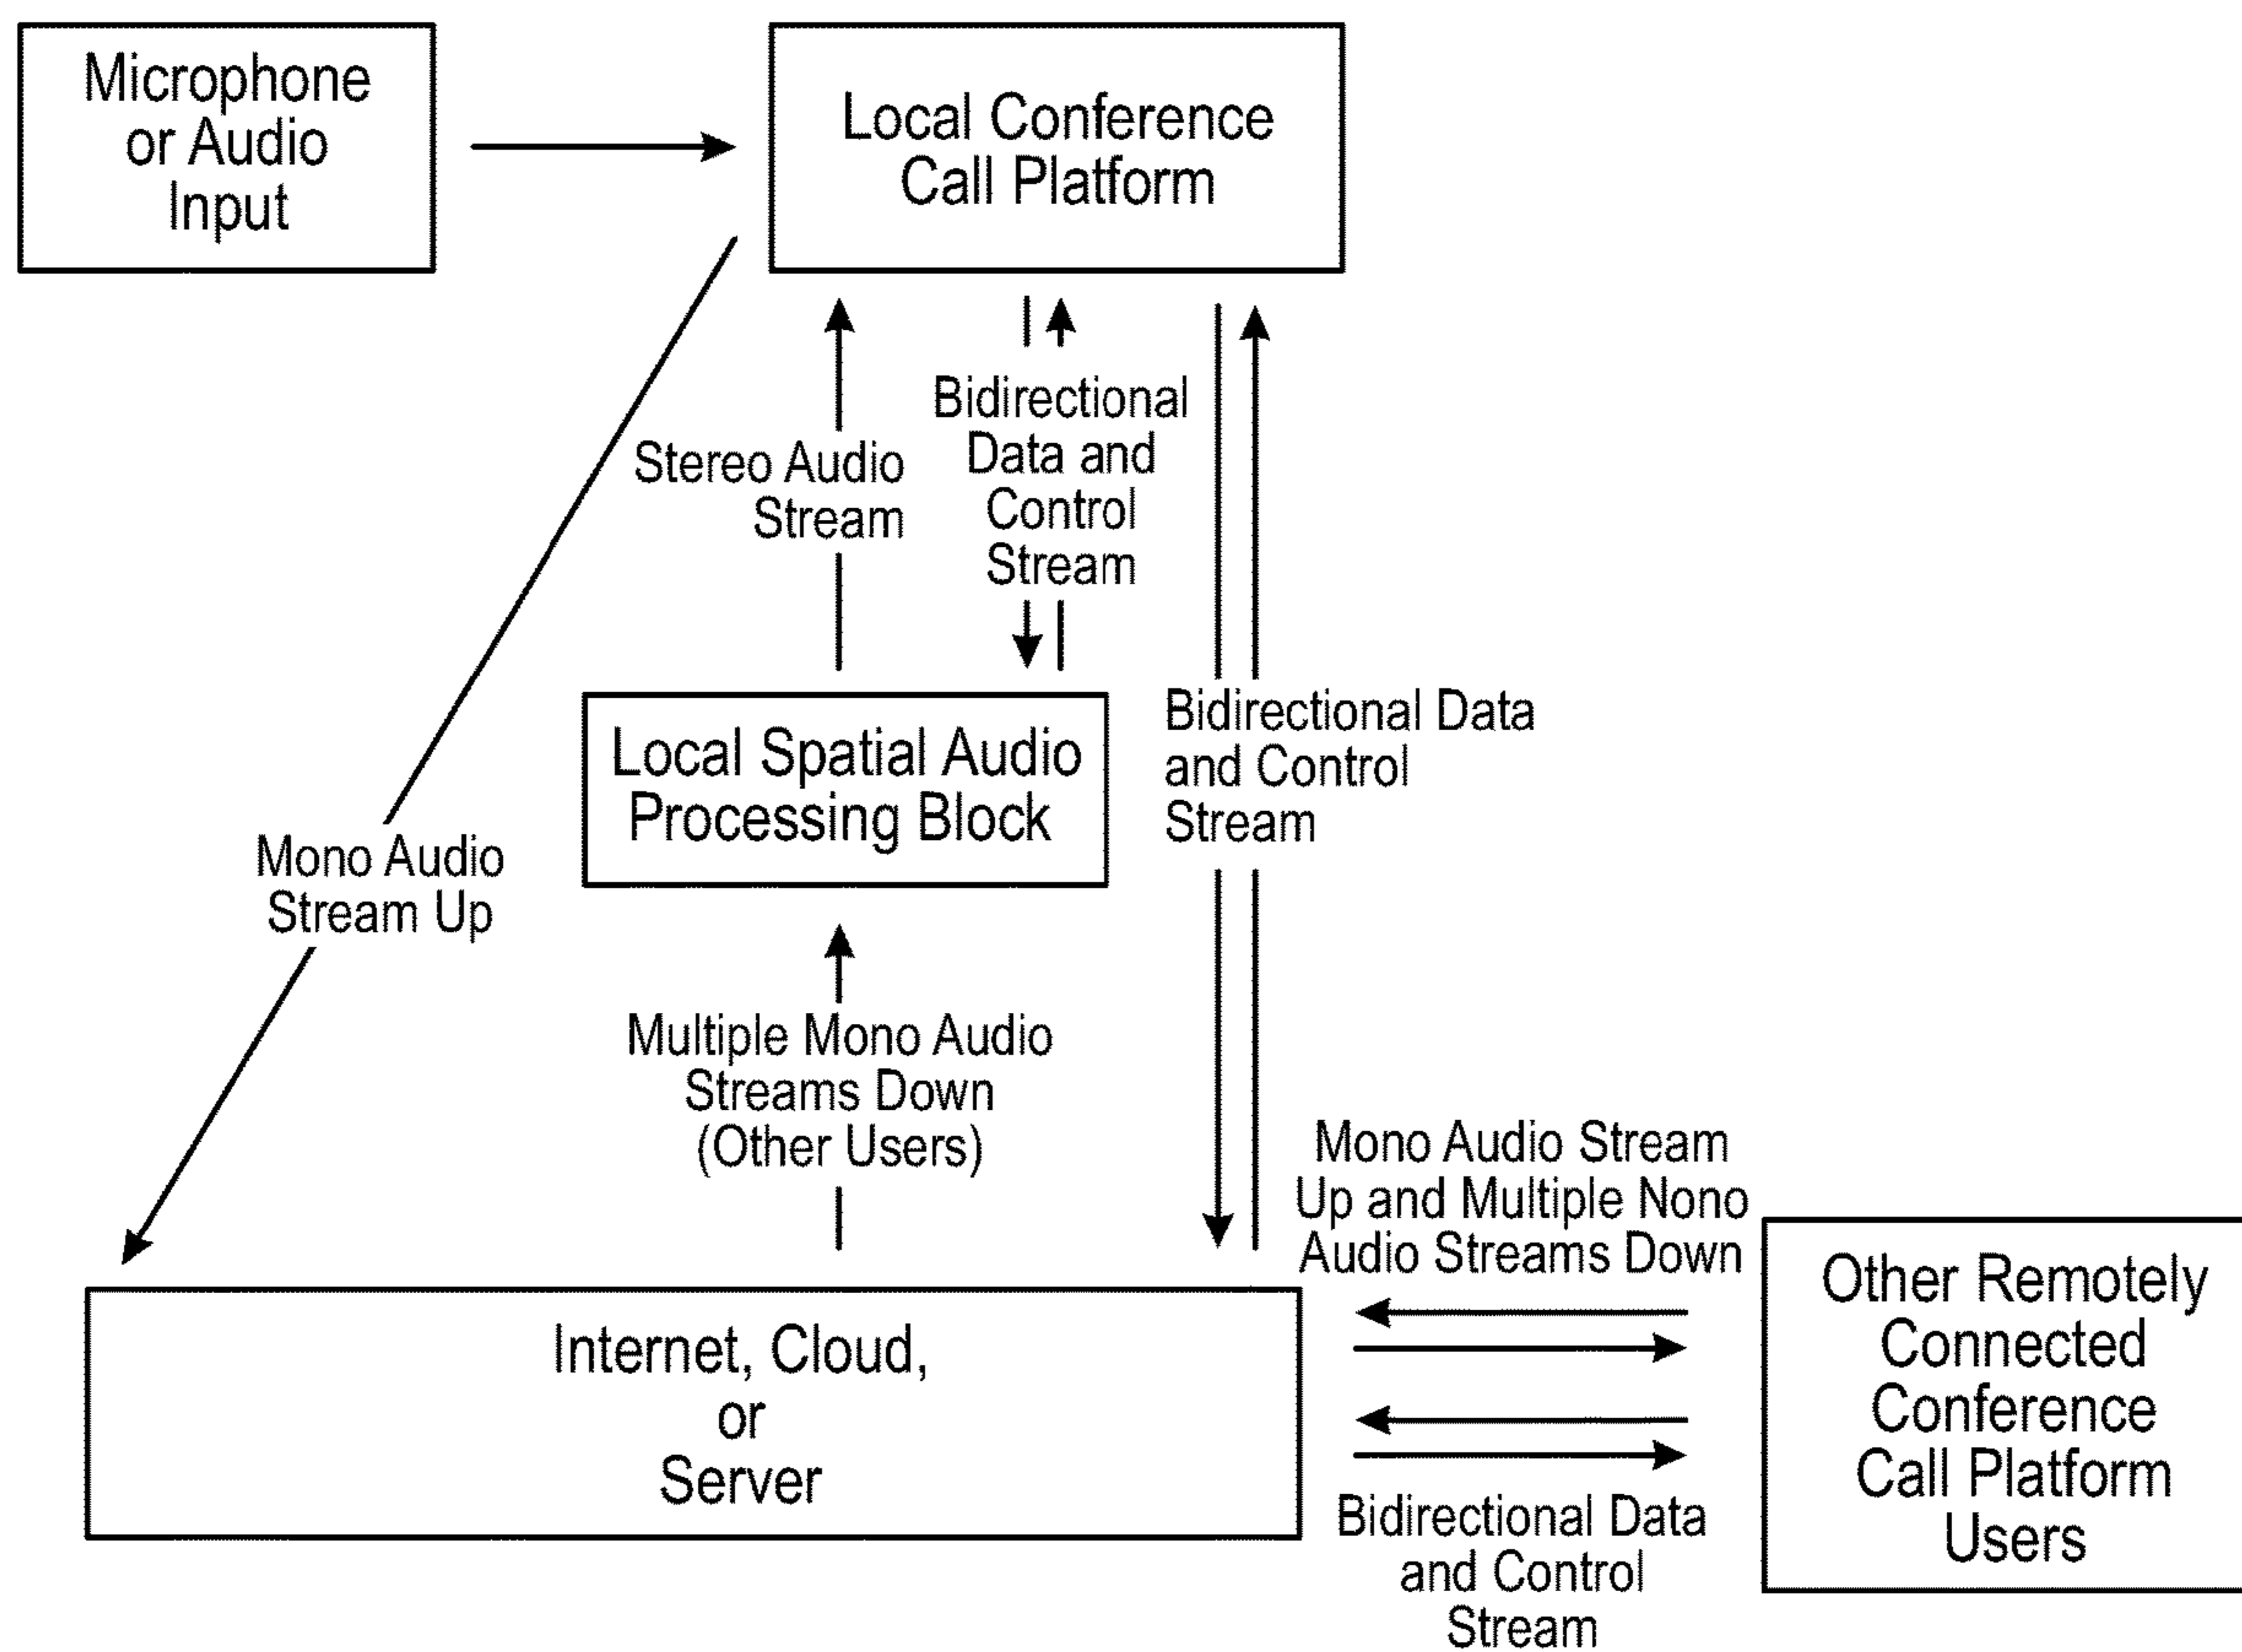 Microphone
or Audio
Input
Local Conference
Call Platform
Stereo Audio
Stream
Bidirectional
Data and
Control
Stream
Local Spatial Audio
Processing Block
Bidirectional Data
and Control
Stream
Mono Audio
Stream Up
Multiple Mono Audio
Streams Down
(Other Users)
Mono Audio Stream
Up and Multiple Nono
Audio Streams Down
Internet, Cloud,
or
Server
Other Remotely
Connected
Conference
Call Platform
Users
Bidirectional Data
and Control
Stream